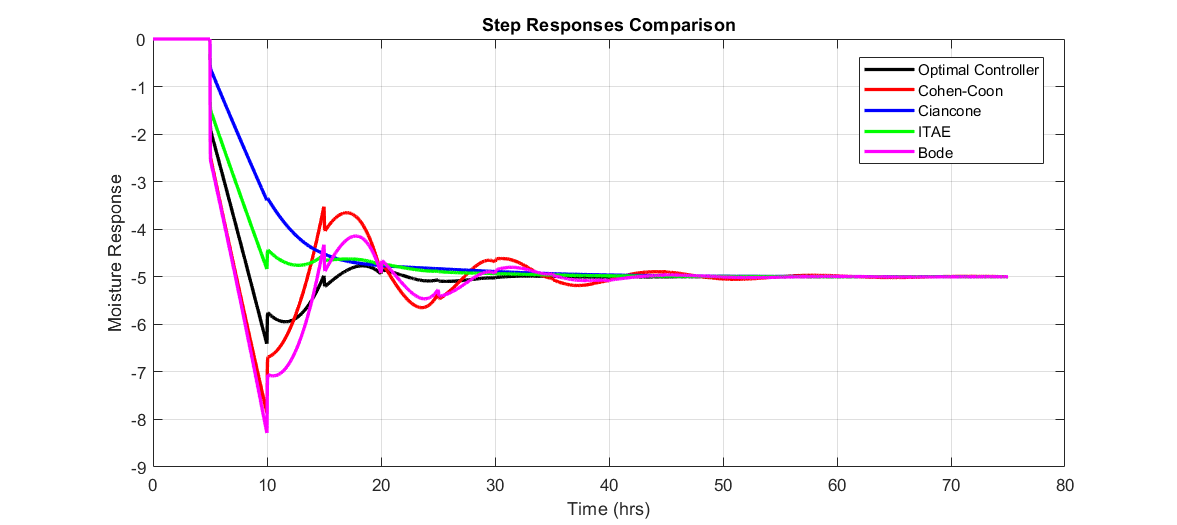 Step Responses Comparison
Moisture Response
0
-1
-2
-3
-4
-5
-6
-7
-8
-9
Optimal Controller
Cohen-Coon
Ciancone
ITAE
Bode
0 10 20 30 40 50 60 70 80
Time (hrs)